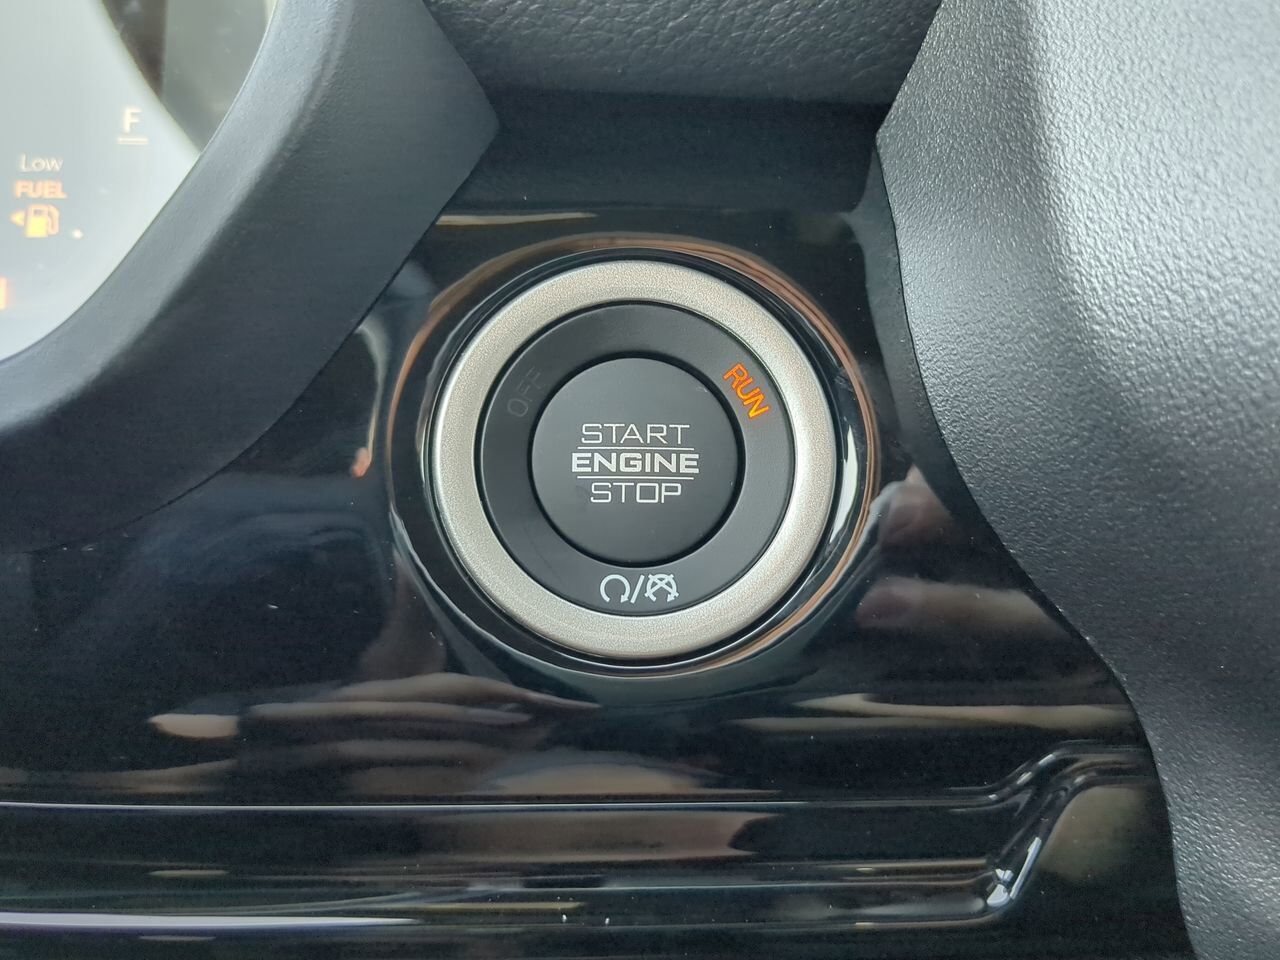 F
Low
FUEL
OFF
RUN
START
ENGINE
STOP